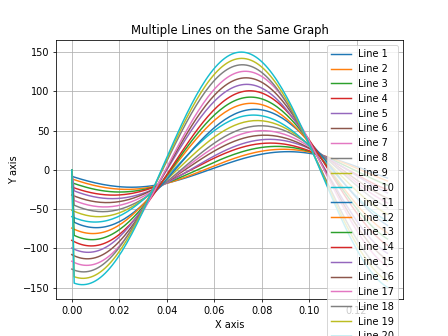 Multiple Lines on the Same Graph
Y axis
150
100
50
0
−50
−100
−150
0.00
0.02
0.04
0.06
0.08
0.10
X axis
Line 1
Line 2
Line 3
Line 4
Line 5
Line 6
Line 7
Line 8
Line 9
Line 10
Line 11
Line 12
Line 13
Line 14
Line 15
Line 16
Line 17
Line 18
Line 19
Line 20